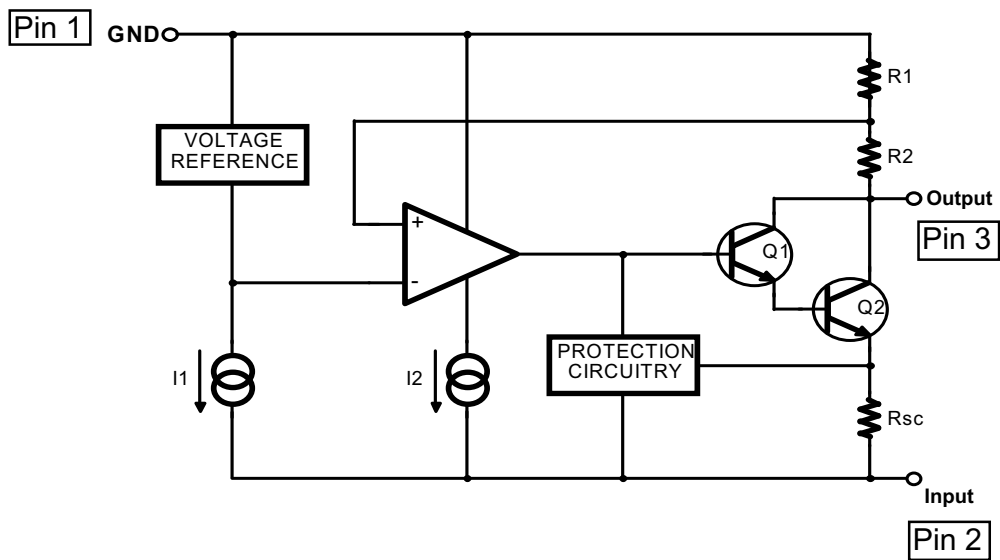 Pin 1
GND
R1
VOLTAGE
REFERENCE
R2
+
Output
Pin 3
Q1
-
Q2
PROTECTION
CIRCUITRY
I1
I2
Rsc
Input
Pin 2